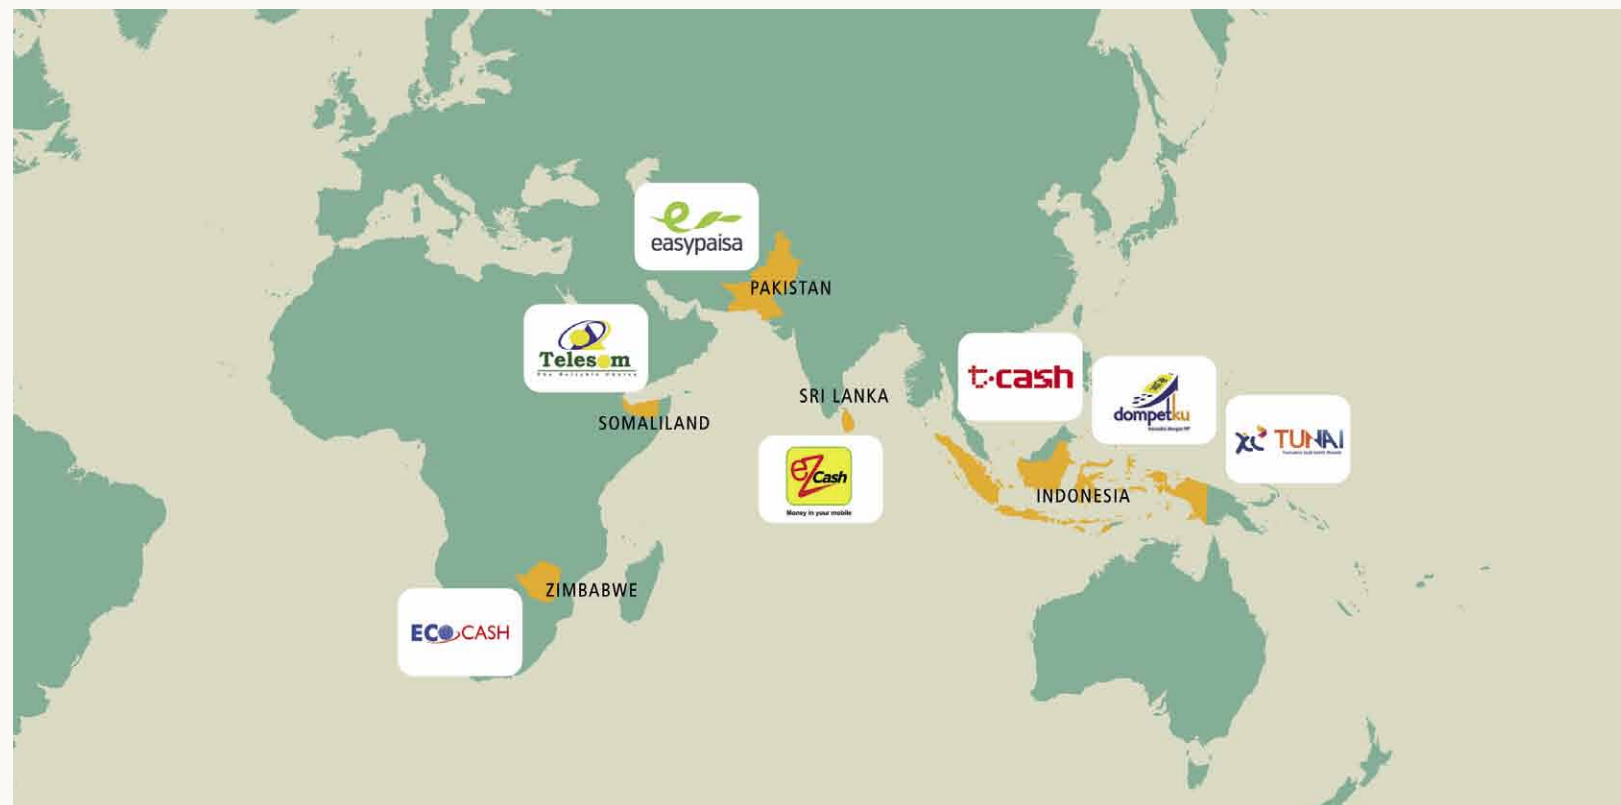 easypaisa
PAKISTAN
Telesom
SOMALILAND
SRI LANKA
eZ Cash
Money in your mobile
t-cash
dompetku
XL TUNAI
INDONESIA
ZIMBABWE
ECOCASH